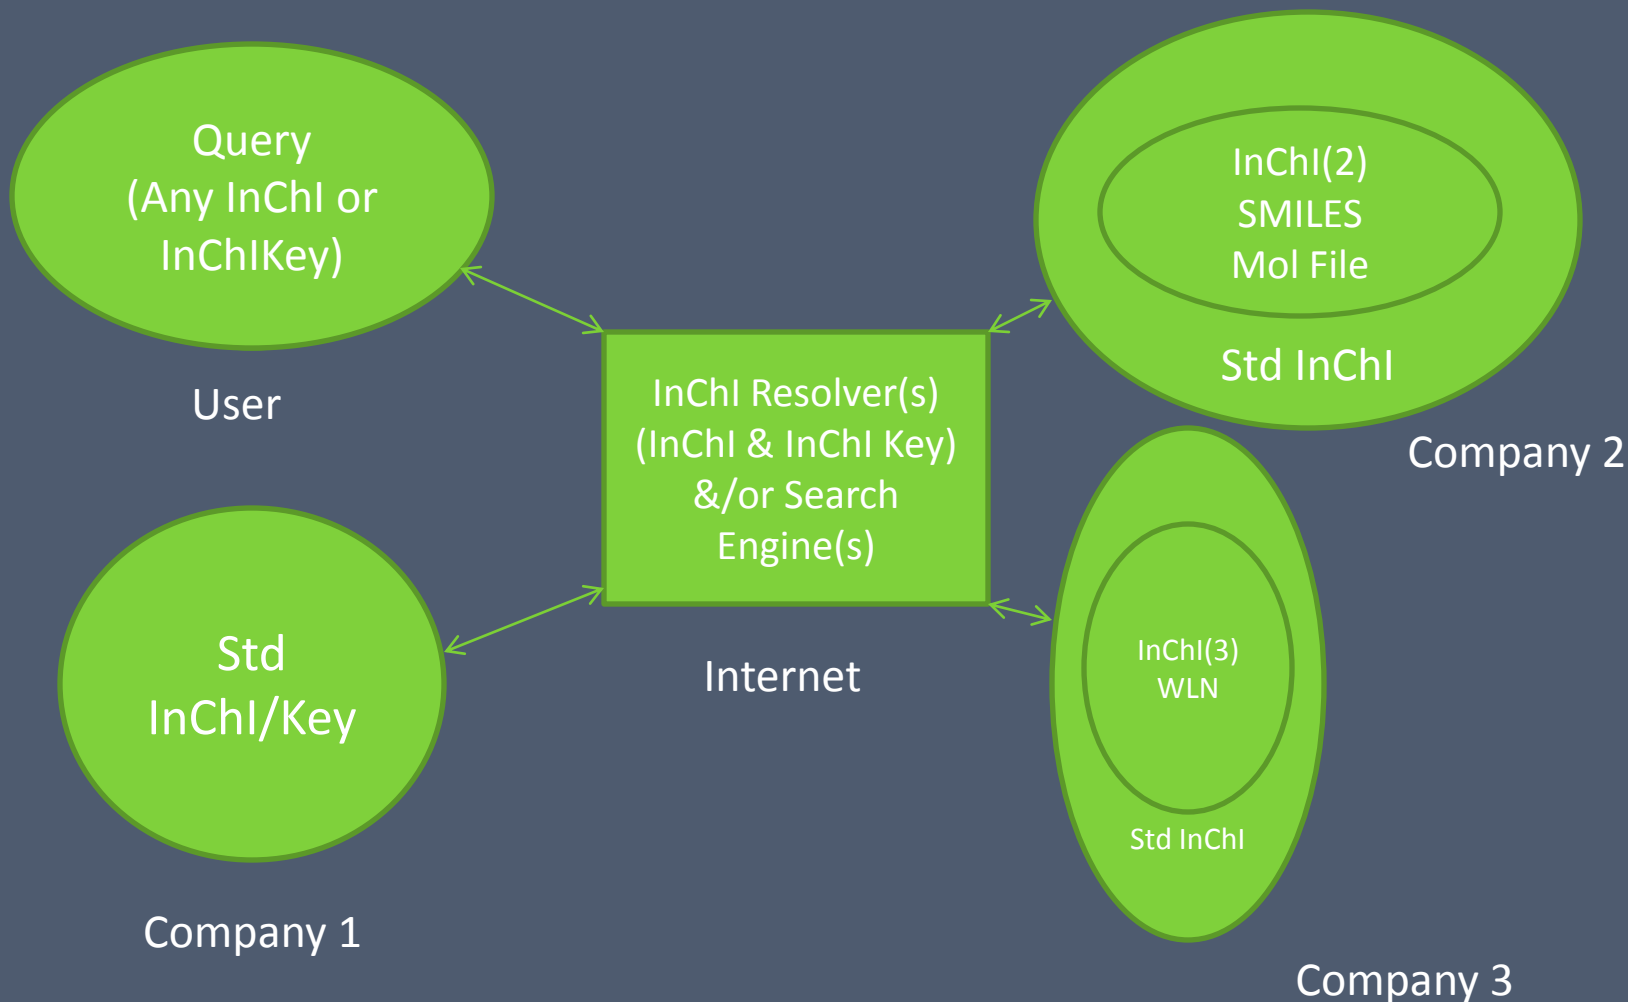 Query
(Any InChI or
InChIKey)
User
InChI(2)
SMILES
Mol File
Std InChI
Company 2
InChI Resolver(s)
(InChI & InChI Key)
&/or Search
Engine(s)
Internet
Std
InChI/Key
Company 1
InChI(3)
WLN
Std InChI
Company 3